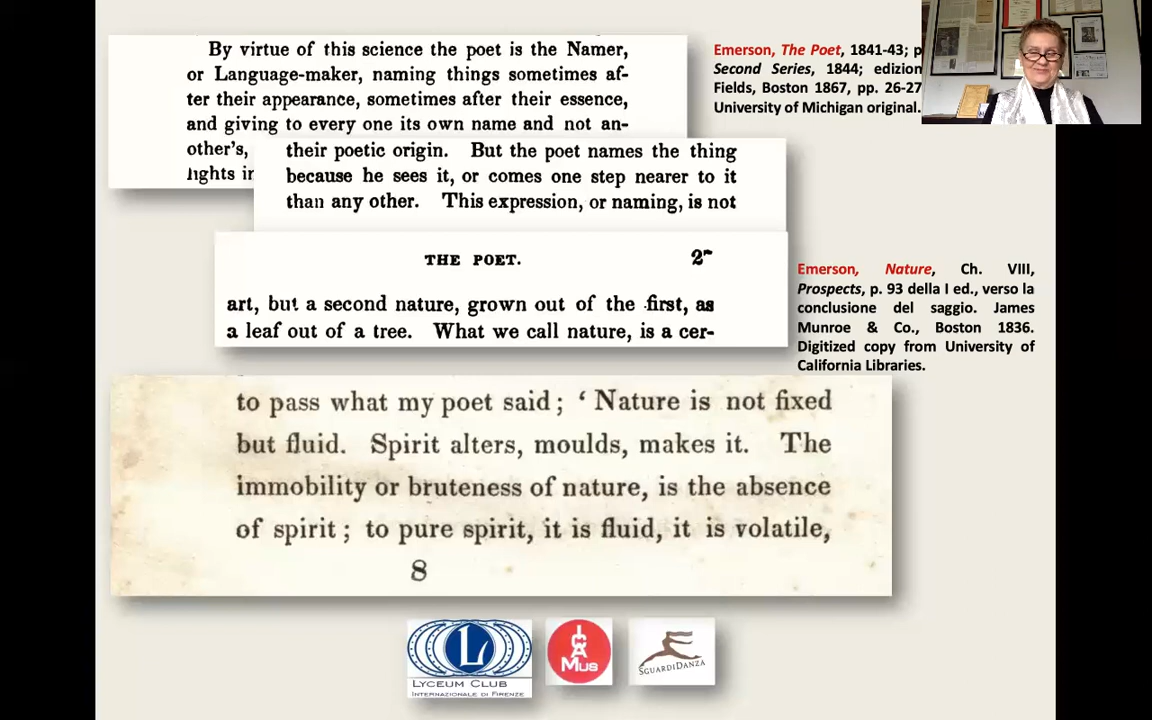 By virtue of this science the poet is the Namer,
or Language-maker, naming things sometimes af-
ter their appearance, sometimes after their essence,
and giving to every one its own name and not an-
other's,
lights in
their poetic origin. But the poet names the thing
because he sees it, or comes one step nearer to it
than any other. This expression, or naming, is not
THE POET.
art, but a second nature, grown out of the first, as
a leaf out of a tree. What we call nature, is a cer-
Emerson, The Poet, 1841-43; p
Second Series, 1844; edizion
Fields, Boston 1867, pp. 26-27
University of Michigan original.
Emerson, Nature, Ch. VIII,
Prospects, p. 93 della I ed., verso la
conclusione del saggio. James
Munroe & Co., Boston 1836.
Digitized copy from University of
California Libraries.
to pass what my poet said; ‘ Nature is not fixed
but fluid. Spirit alters, moulds, makes it. The
immobility or bruteness of nature, is the absence
of spirit; to pure spirit, it is fluid, it is volatile,
8
L
LYCEUM CLUB
INTERNAZIONALE DI FIRENZE
ICAMus
SGUARDIDANZA